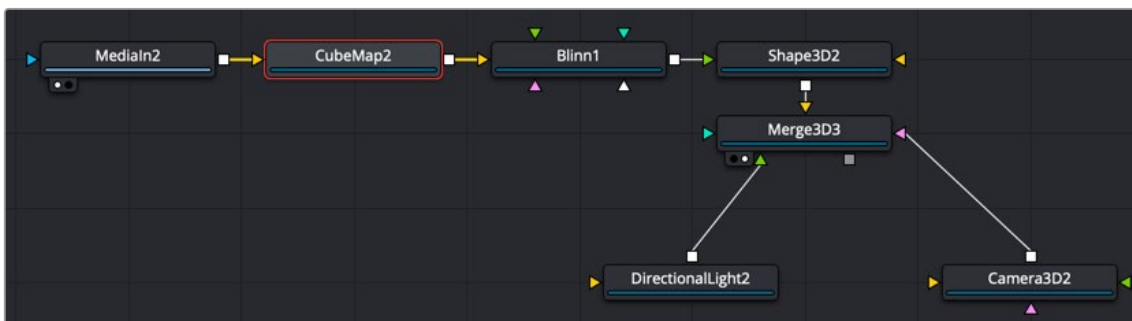 MediaIn2
CubeMap2
Blinn1
Shape3D2
Merge3D3
DirectionalLight2
Camera3D2